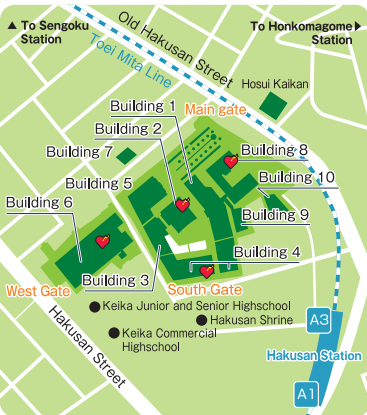 ▲ To Sengoku
Station
To Honkomagome ▶
Station
Old Hakusan Street
Toei Mita Line
Hosui Kaikan
Building 1
Main gate
Building 2
Building 7
Building 8
Building 5
Building 10
Building 6
Building 9
Building 4
Building 3
West Gate
South Gate
Keika Junior and Senior Highschool
Hakusan Shrine
Keika Commercial
Highschool
Hakusan Street
A3
Hakusan Station
A1